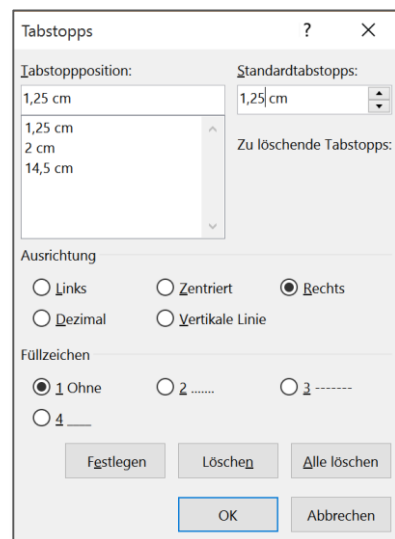 Tabstopps ? ✕
Tabstoppposition: Standardtabstopps:
1,25 cm 1,25 cm
1,25 cm
2 cm
14,5 cm
Zu löschende Tabstopps:
Ausrichtung
Links Zentriert Rechts
Dezimal Vertikale Linie
Füllzeichen
1 Ohne 2 ....... 3 -------
4 ___
Festlegen Löschen Alle löschen
OK Abbrechen